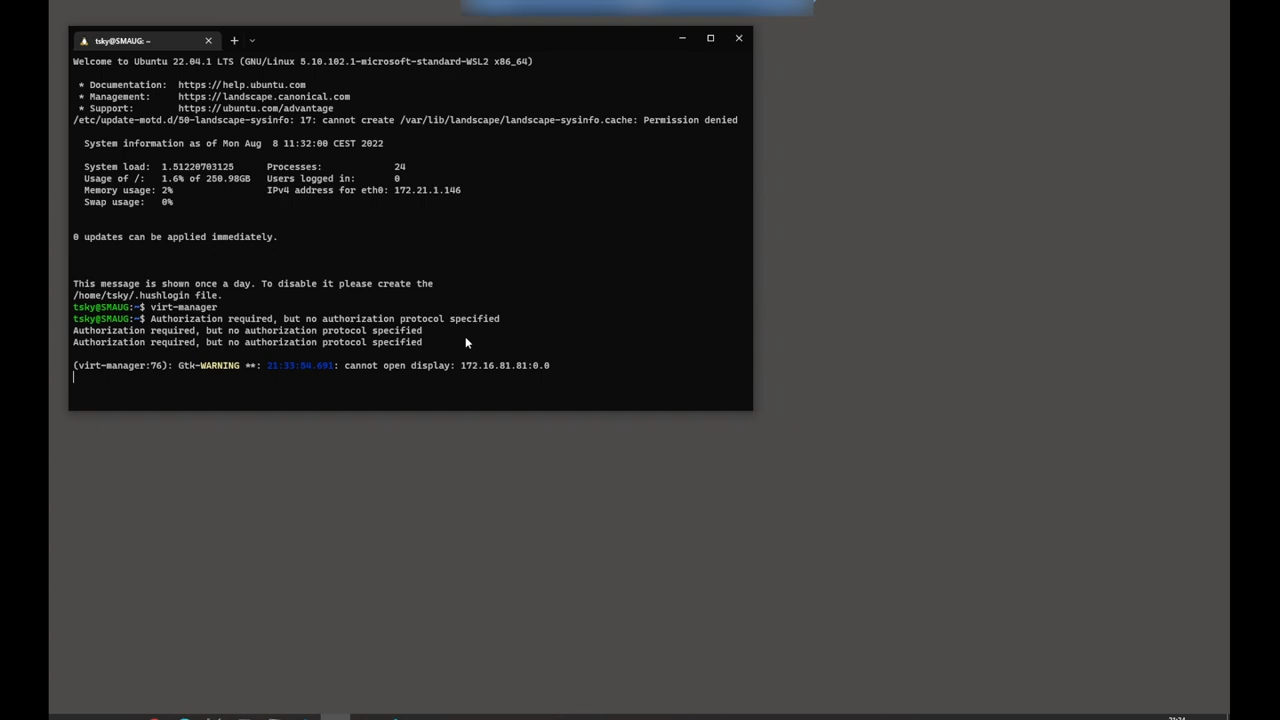 tsky@SMAUG: ~
Welcome to Ubuntu 22.04.1 LTS (GNU/Linux 5.10.102.1-microsoft-standard-WSL2 x86_64)
* Documentation: https://help.ubuntu.com
* Management: https://landscape.canonical.com
* Support: https://ubuntu.com/advantage
/etc/update-motd.d/50-landscape-sysinfo: 17: cannot create /var/lib/landscape/landscape-sysinfo.cache: Permission denied
System information as of Mon Aug 8 11:32:00 CEST 2022
System load: 1.51220703125 Processes: 24
Usage of /: 1.6% of 250.98GB Users logged in: 0
Memory usage: 2% IPv4 address for eth0: 172.21.1.146
Swap usage: 0%
0 updates can be applied immediately.
This message is shown once a day. To disable it please create the
/home/tsky/.hushlogin file.
tsky@SMAUG:~$ virt-manager
tsky@SMAUG:~$ Authorization required, but no authorization protocol specified
Authorization required, but no authorization protocol specified
Authorization required, but no authorization protocol specified
(virt-manager:76): Gtk-WARNING **: 21:33:54.691: cannot open display: 172.16.81.81:0.0